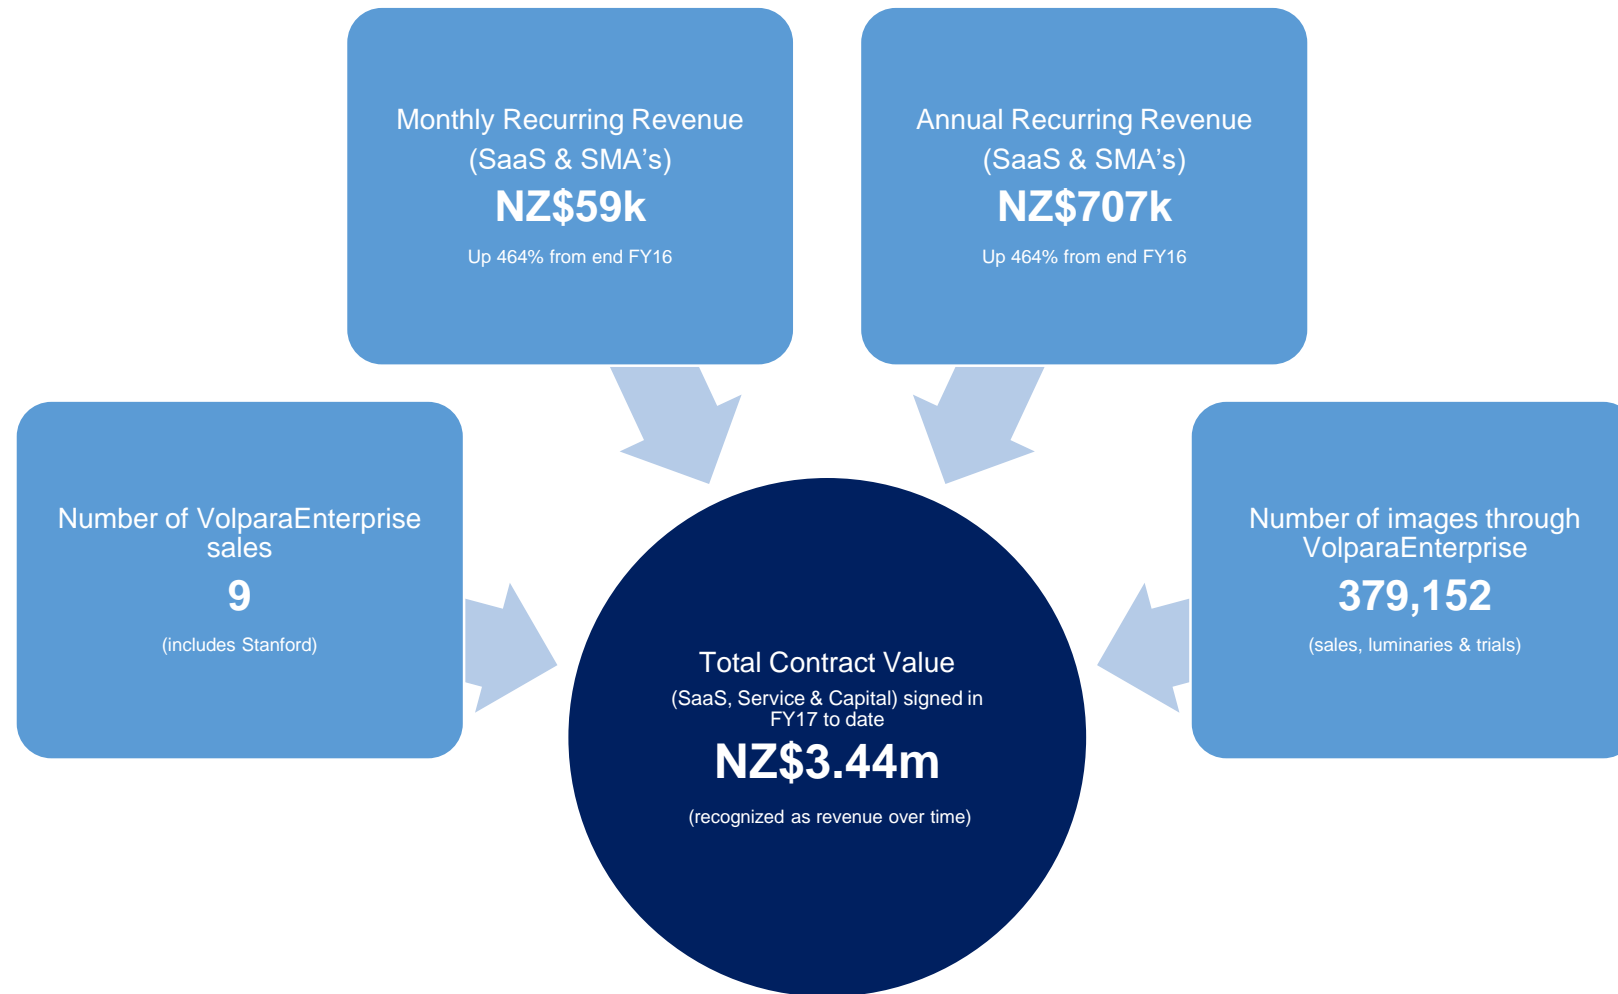 Monthly Recurring Revenue
(SaaS & SMA’s)
NZ$59k
Up 464% from end FY16
Annual Recurring Revenue
(SaaS & SMA’s)
NZ$707k
Up 464% from end FY16
Number of VolparaEnterprise
sales
9
(includes Stanford)
Number of images through
VolparaEnterprise
379,152
(sales, luminaries & trials)
Total Contract Value
(SaaS, Service & Capital) signed in
FY17 to date
NZ$3.44m
(recognized as revenue over time)